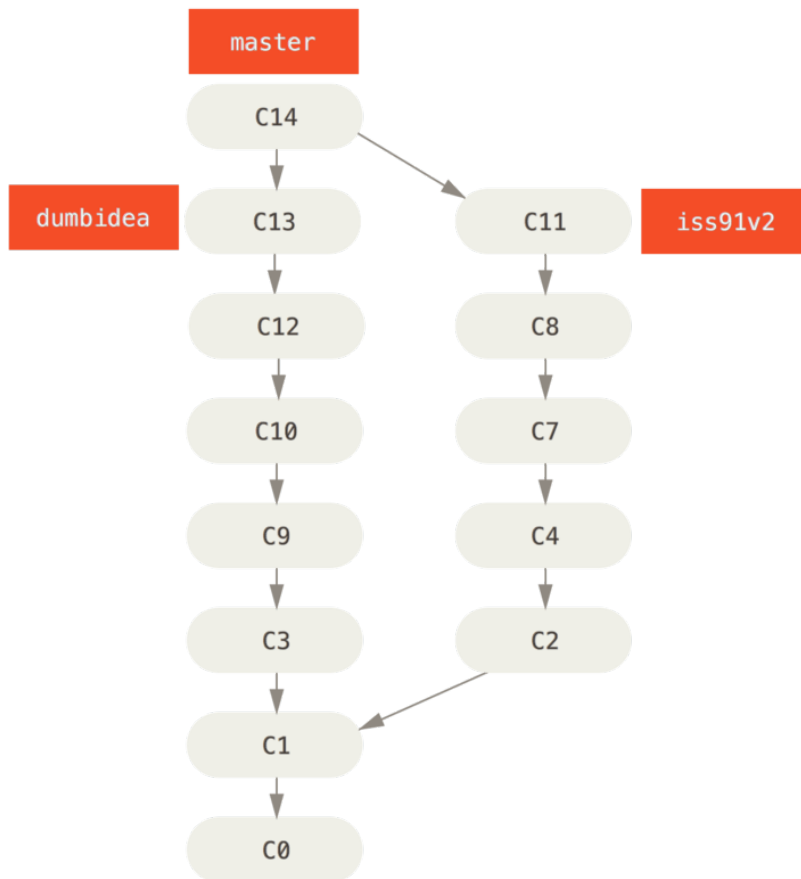 master
C14
dumbidea C13 C11 iss91v2
C12 C8
C10 C7
C9 C4
C3 C2
C1
C0